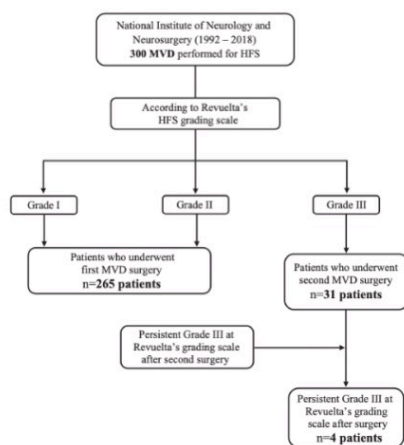 National Institute of Neurology and
Neurosurgery (1992 – 2018)
300 MVD performed for HFS
According to Revuelta's
HFS grading scale
Grade I
Grade II
Grade III
Patients who underwent
first MVD surgery
n=265 patients
Patients who underwent
second MVD surgery
n=31 patients
Persistent Grade III at
Revuelta's grading scale
after second surgery
Persistent Grade III at
Revuelta's grading
scale after surgery
n=4 patients